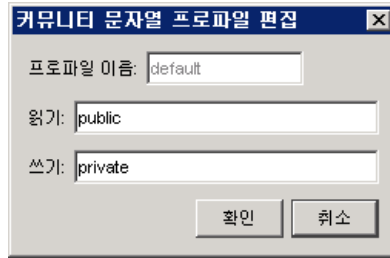 커뮤니티 문자열 프로파일 편집
프로파일 이름: default
읽기: public
쓰기: private
확인 취소